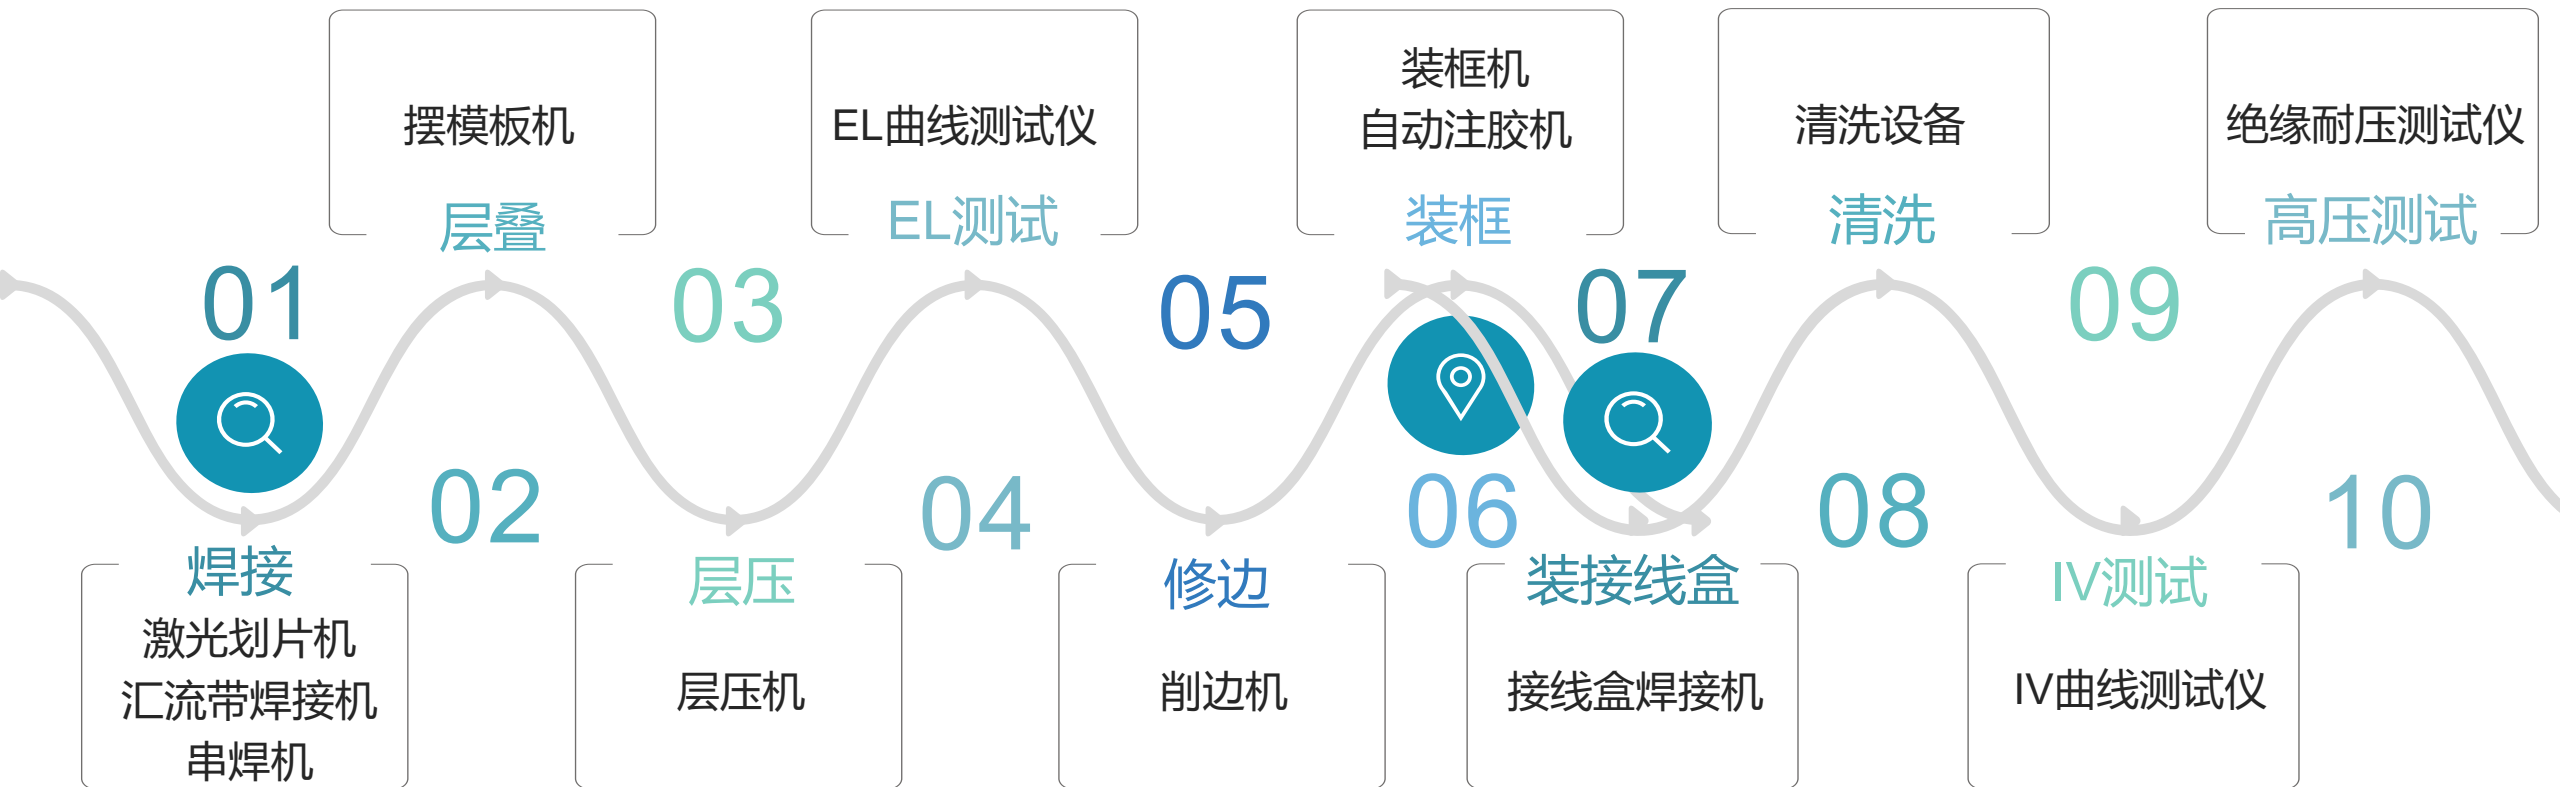 01
焊接
激光划片机
汇流带焊接机
串焊机
摆模板机
层叠
02
03
层压
层压机
EL曲线测试仪
EL测试
04
05
修边
削边机
装框机
自动注胶机
装框
06
07
装接线盒
接线盒焊接机
清洗设备
清洗
08
09
IV测试
IV曲线测试仪
绝缘耐压测试仪
高压测试
10